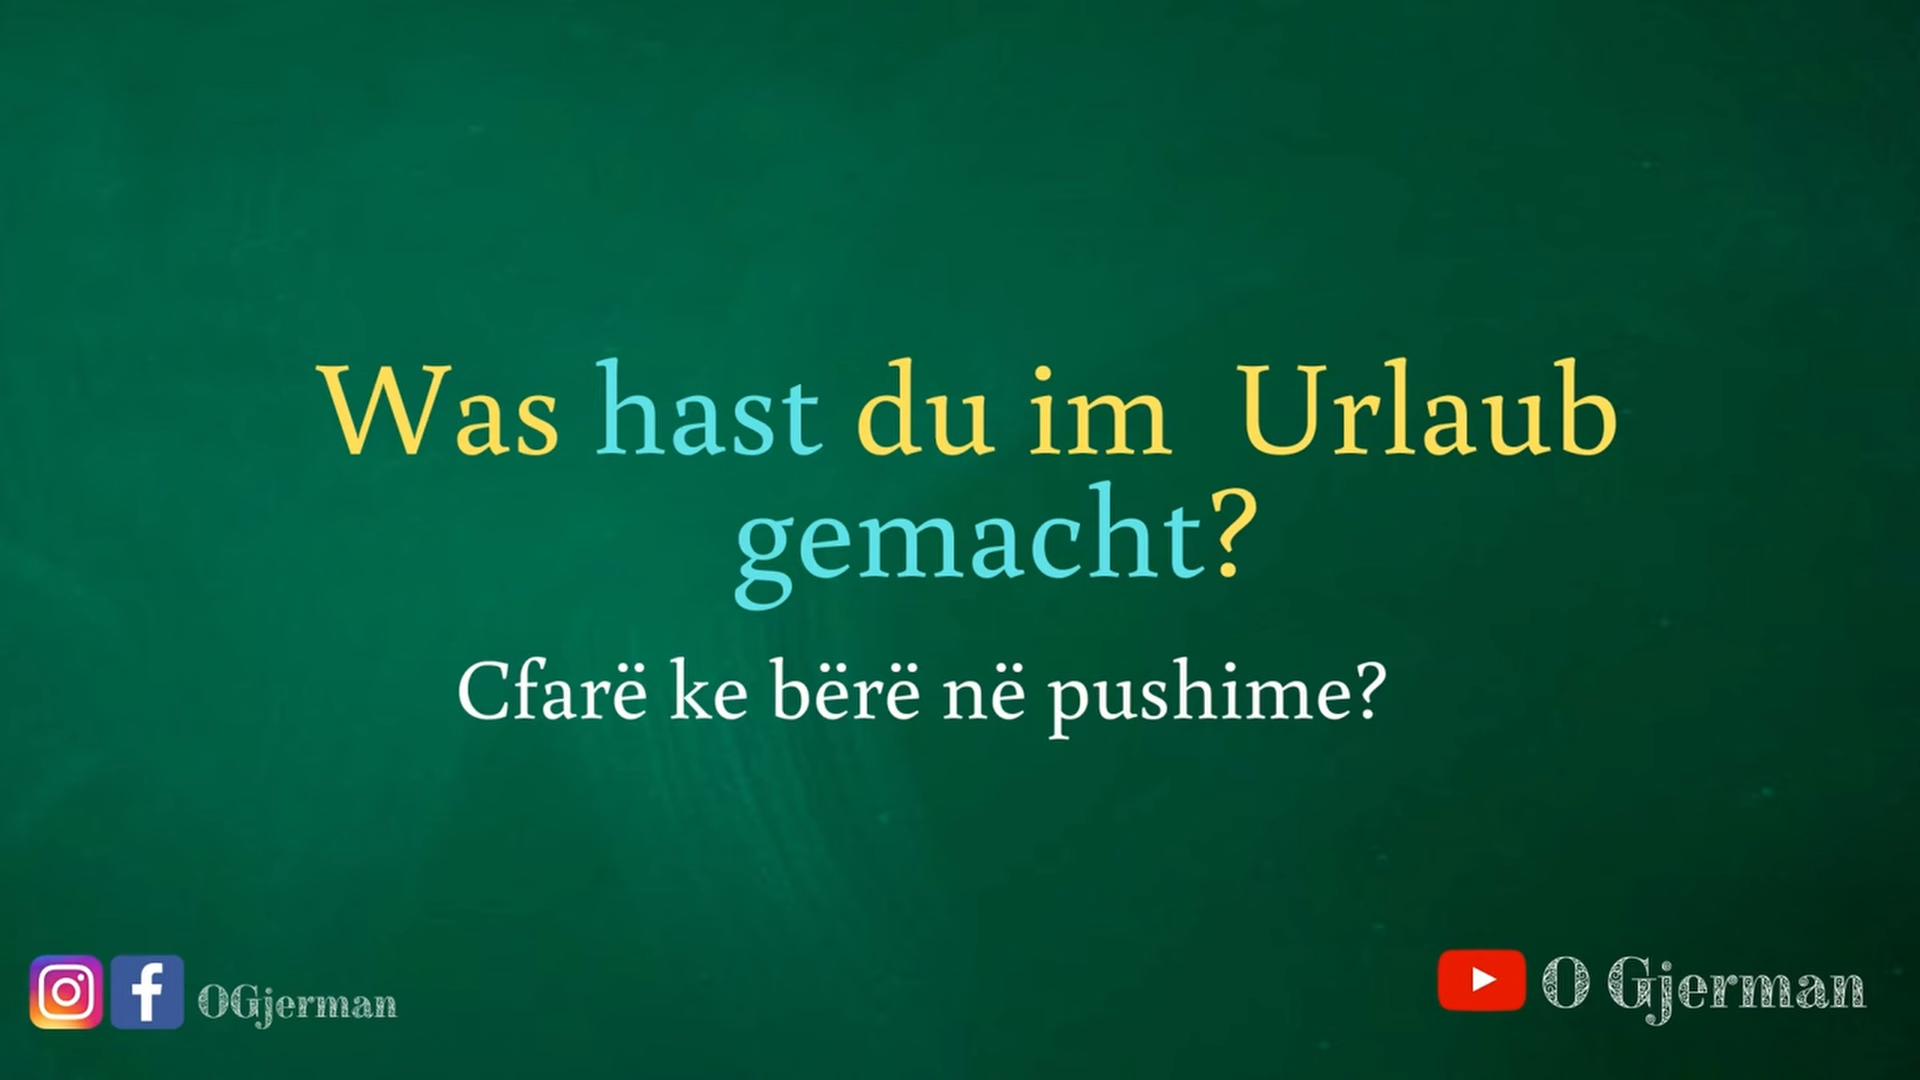 Was hast du im Urlaub
gemacht?
Cfarë ke bërë në pushime?
OGjerman
O Gjerman